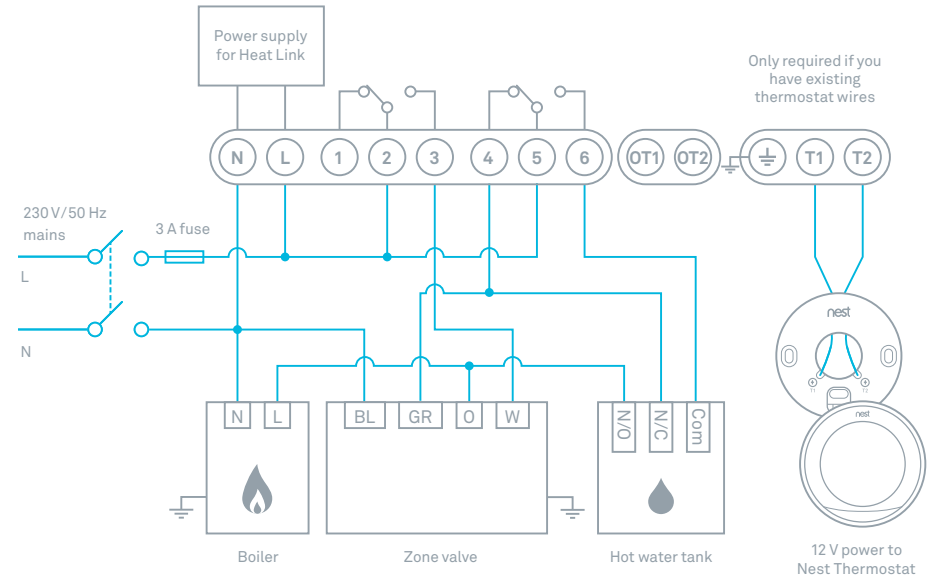 Power supply
for Heat Link
Only required if you
have existing
thermostat wires
N L 1 2 3 4 5 6 OT1 OT2 T1 T2
230 V/50 Hz
mains
3 A fuse
L
N
nest
T1 T2
nest
N L
BL GR O W
N/O N/C Com
Boiler
Zone valve
Hot water tank
12 V power to
Nest Thermostat